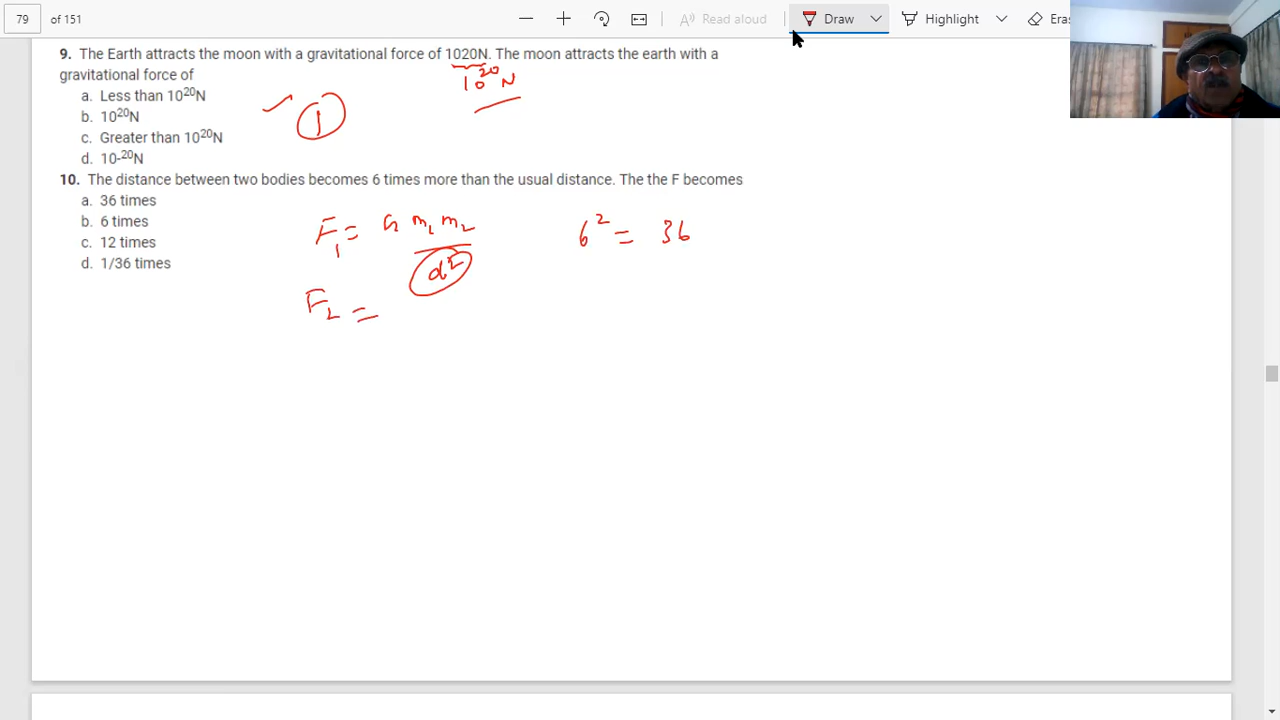 79 of 151 Read aloud Draw Highlight Eras
9. The Earth attracts the moon with a gravitational force of 1020N. The moon attracts the earth with a
gravitational force of
10²⁰ N
a. Less than 10²⁰N
b. 10²⁰N
1
c. Greater than 10²⁰N
d. 10-²⁰N
10. The distance between two bodies becomes 6 times more than the usual distance. The the F becomes
a. 36 times
b. 6 times
c. 12 times
d. 1/36 times
F₁ = G m₁ m₂
d²
6² = 36
F₂ =